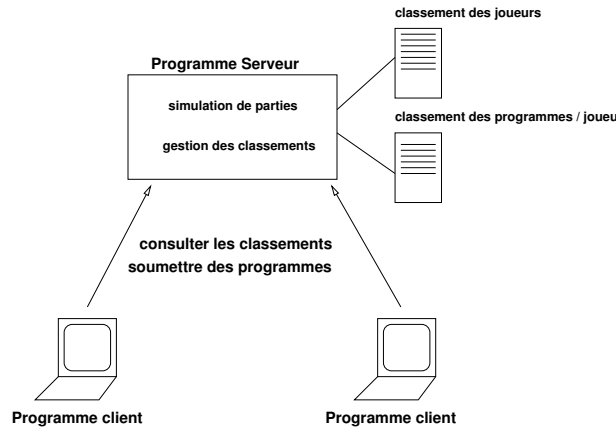 classement des joueurs
Programme Serveur
simulation de parties
classement des programmes / joueu
gestion des classements
consulter les classements
soumettre des programmes
Programme client
Programme client